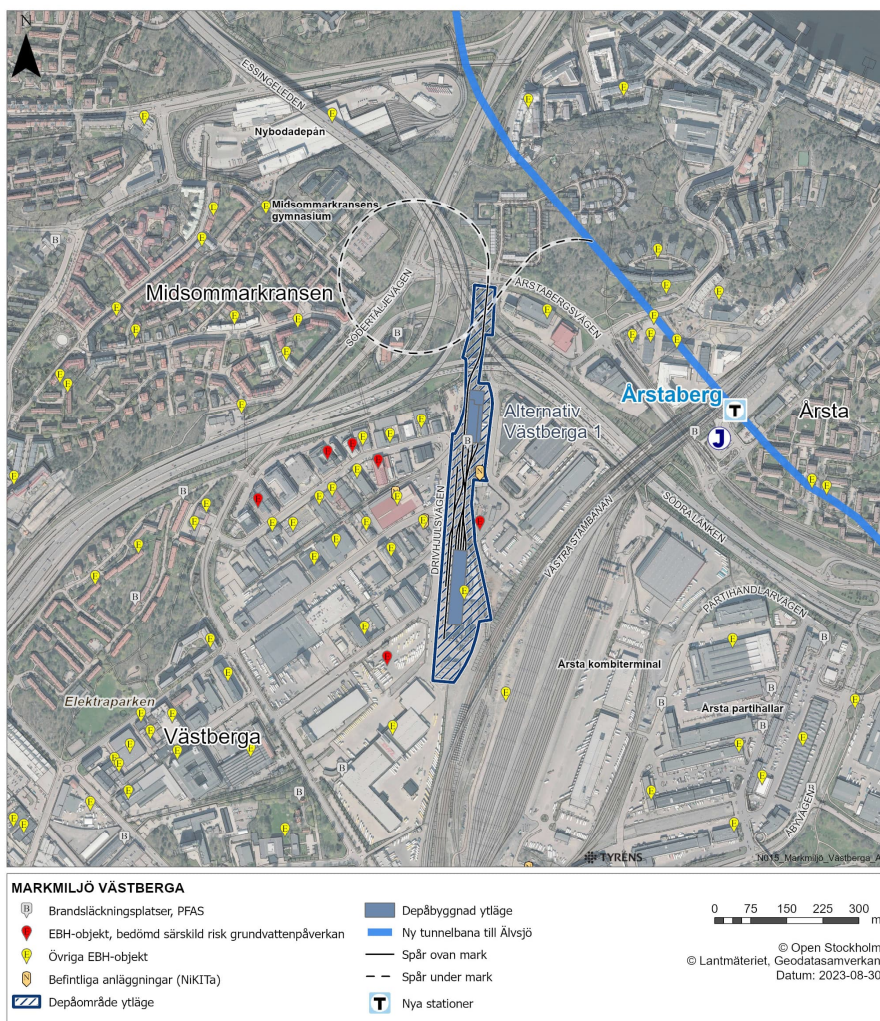 N
ESSINGELEDEN
Nybodadepån
Midsommarkransens
gymnasium
Midsommarkransen
SÖDERTÄLJEVÄGEN
ÅRSTABERGSVÄGEN
Årstaberg
T
J
Årsta
Alternativ
Västberga 1
DRIVHJULSVÄGEN
VÄSTRA STAMBANAN
SÖDRA LÄNKEN
PARTIHANDLARVÄGEN
Årsta kombiterminal
Elektraparken
Västberga
Årsta partihallar
ÅBYVÄGEN
TYRÉNS
N015_Markmiljö_Västberga_A
MARKMILJÖ VÄSTBERGA
B Brandsläckningsplatser, PFAS
EBH-objekt, bedömd särskild risk grundvattenpåverkan
E Övriga EBH-objekt
N Befintliga anläggningar (NiKITa)
Depåområde ytläge
Depåbyggnad ytläge
Ny tunnelbana till Älvsjö
Spår ovan mark
Spår under mark
T Nya stationer
0 75 150 225 300
m
© Open Stockholm
© Lantmäteriet, Geodatasamverkan
Datum: 2023-08-30